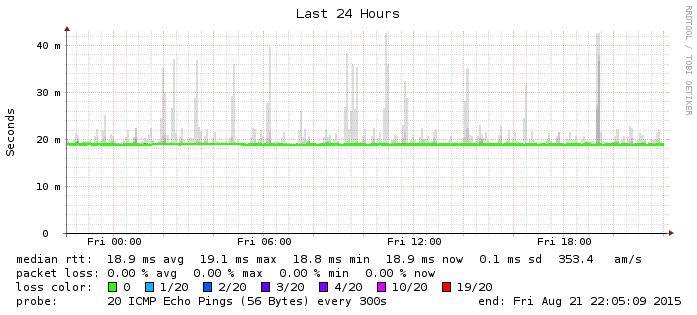 Last 24 Hours
RRDTOOL / TOBI OETIKER
Seconds
40 m
30 m
20 m
10 m
0
Fri 00:00 Fri 06:00 Fri 12:00 Fri 18:00
median rtt: 18.9 ms avg 19.1 ms max 18.8 ms min 18.9 ms now 0.1 ms sd 353.4 am/s
packet loss: 0.00 % avg 0.00 % max 0.00 % min 0.00 % now
loss color: 0 1/20 2/20 3/20 4/20 10/20 19/20
probe: 20 ICMP Echo Pings (56 Bytes) every 300s end: Fri Aug 21 22:05:09 2015